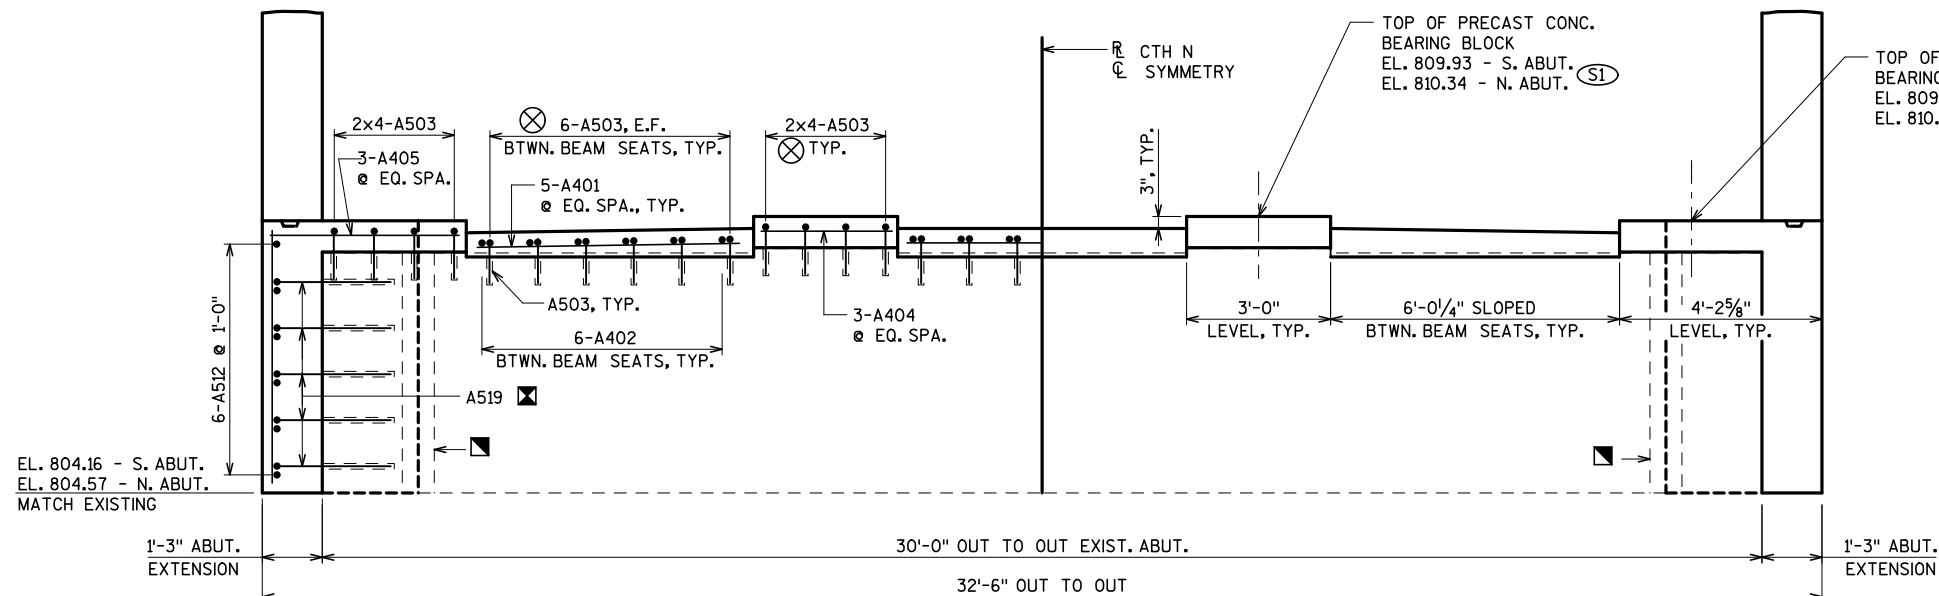 TOP OF PRECAST CONC.
BEARING BLOCK
EL. 809.93 - S. ABUT.
EL. 810.34 - N. ABUT.
S1
TOP OF
BEARING
EL. 809
EL. 810.
℞ CTH N
℄ SYMMETRY
2x4-A503
3-A405
@ EQ. SPA.
6-A503, E.F.
BTWN. BEAM SEATS, TYP.
5-A401
@ EQ. SPA., TYP.
2x4-A503
TYP.
3", TYP.
A503, TYP.
6-A402
BTWN. BEAM SEATS, TYP.
3-A404
@ EQ. SPA.
3'-0"
LEVEL, TYP.
6'-0¼" SLOPED
BTWN. BEAM SEATS, TYP.
4'-2⅝"
LEVEL, TYP.
6-A512 @ 1'-0"
A519
EL. 804.16 - S. ABUT.
EL. 804.57 - N. ABUT.
MATCH EXISTING
1'-3" ABUT.
EXTENSION
30'-0" OUT TO OUT EXIST. ABUT.
1'-3" ABUT.
EXTENSION
32'-6" OUT TO OUT